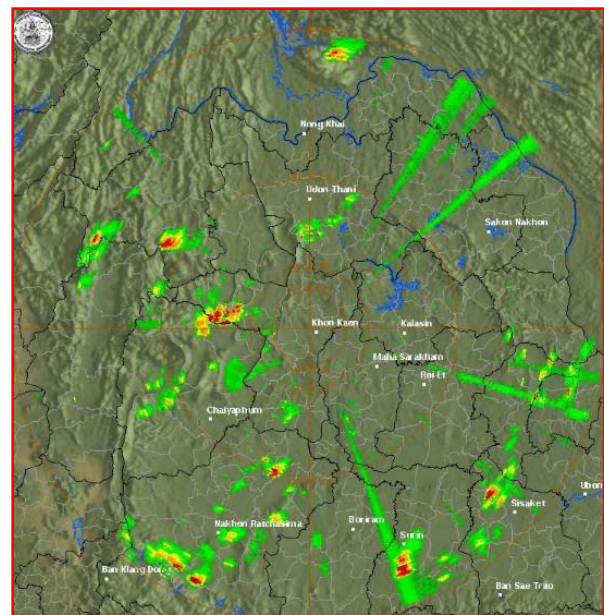 Nong Khai
Udon Thani
Sakon Nakhon
Khon Kaen
Kalasin
Maha Sarakham
Roi Et
Chaiyaphum
Nakhon Ratchasima
Buriram
Surin
Sisaket
Ubon
Ban Klang Dong
Ban Sae Trao